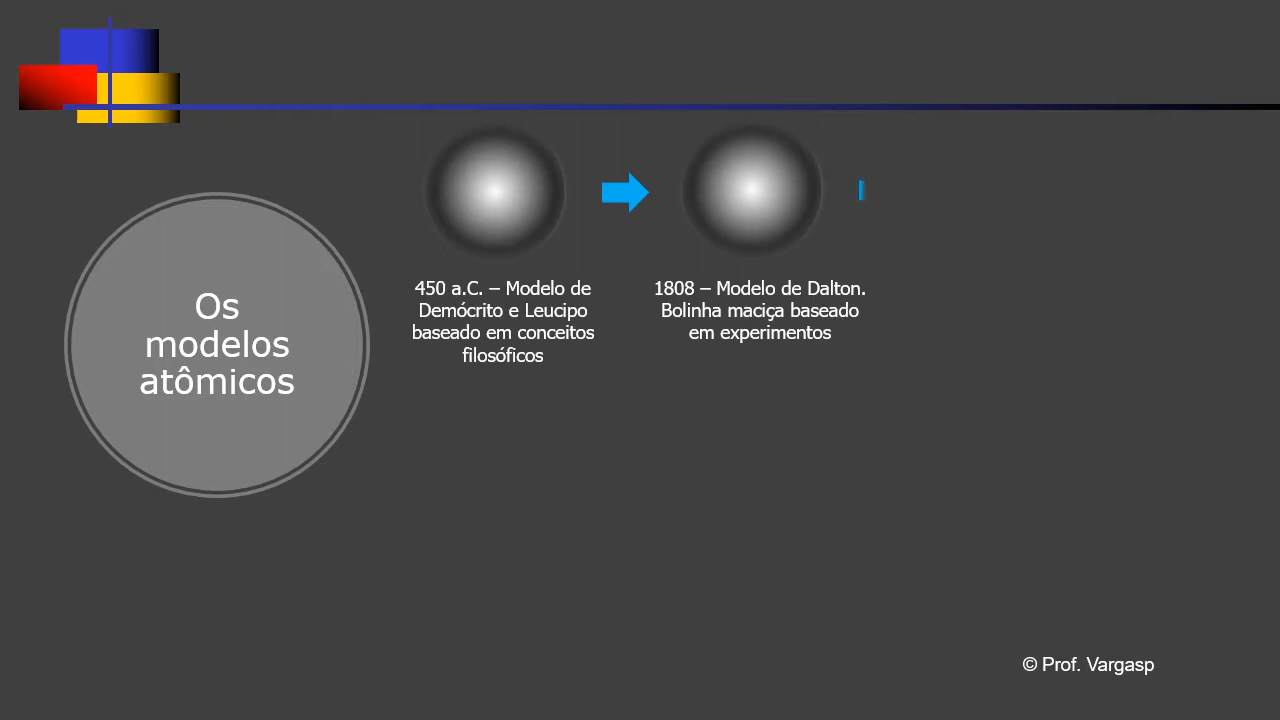 Os
modelos
atômicos
450 a.C. – Modelo de
Demócrito e Leucipo
baseado em conceitos
filosóficos
1808 – Modelo de Dalton.
Bolinha maciça baseado
em experimentos
© Prof. Vargasp